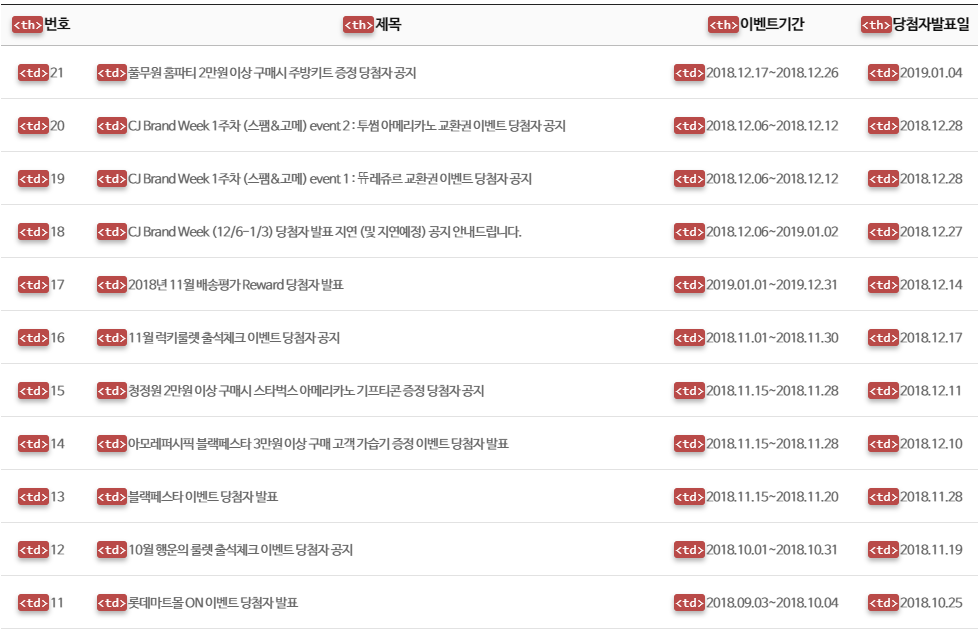 <th>번호 <th>제목 <th>이벤트기간 <th>당첨자발표일
<td>21 <td>풀무원 홈파티 2만원 이상 구매시 주방키트 증정 당첨자 공지 <td>2018.12.17~2018.12.26 <td>2019.01.04
<td>20 <td>CJ Brand Week 1주차 (스팸&고메) event 2 : 투썸 아메리카노 교환권 이벤트 당첨자 공지 <td>2018.12.06~2018.12.12 <td>2018.12.28
<td>19 <td>CJ Brand Week 1주차 (스팸&고메) event 1 : 뚜레쥬르 교환권 이벤트 당첨자 공지 <td>2018.12.06~2018.12.12 <td>2018.12.28
<td>18 <td>CJ Brand Week (12/6-1/3) 당첨자 발표 지연 (및 지연예정) 공지 안내드립니다. <td>2018.12.06~2019.01.02 <td>2018.12.27
<td>17 <td>2018년 11월 배송평가 Reward 당첨자 발표 <td>2019.01.01~2019.12.31 <td>2018.12.14
<td>16 <td>11월 럭키룰렛 출석체크 이벤트 당첨자 공지 <td>2018.11.01~2018.11.30 <td>2018.12.17
<td>15 <td>청정원 2만원 이상 구매시 스타벅스 아메리카노 기프티콘 증정 당첨자 공지 <td>2018.11.15~2018.11.28 <td>2018.12.11
<td>14 <td>아모레퍼시픽 블랙페스타 3만원 이상 구매 고객 가습기 증정 이벤트 당첨자 발표 <td>2018.11.15~2018.11.28 <td>2018.12.10
<td>13 <td>블랙페스타 이벤트 당첨자 발표 <td>2018.11.15~2018.11.20 <td>2018.11.28
<td>12 <td>10월 행운의 룰렛 출석체크 이벤트 당첨자 공지 <td>2018.10.01~2018.10.31 <td>2018.11.19
<td>11 <td>롯데마트몰 ON 이벤트 당첨자 발표 <td>2018.09.03~2018.10.04 <td>2018.10.25